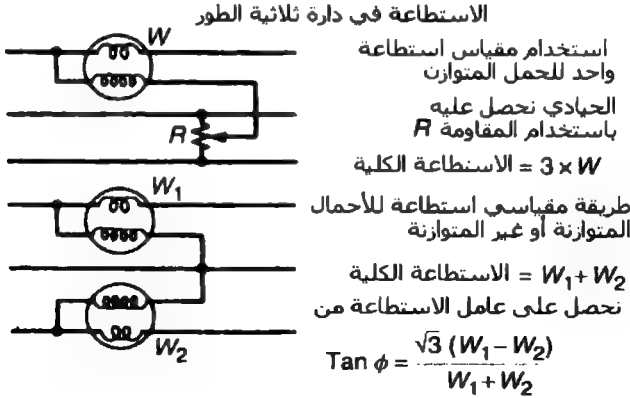 الاستطاعة في دارة ثلاثية الطور
W
استخدام مقياس استطاعة
واحد للحمل المتوازن
الحيادي نحصل عليه
باستخدام المقاومة R
R
الاستطاعة الكلية = 3 × W
W₁
طريقة مقياسي استطاعة للأحمال
المتوازنة أو غير المتوازنة
الاستطاعة الكلية = W₁ + W₂
نحصل على عامل الاستطاعة من
W₂
Tan ϕ = √3 (W₁ − W₂)
W₁ + W₂